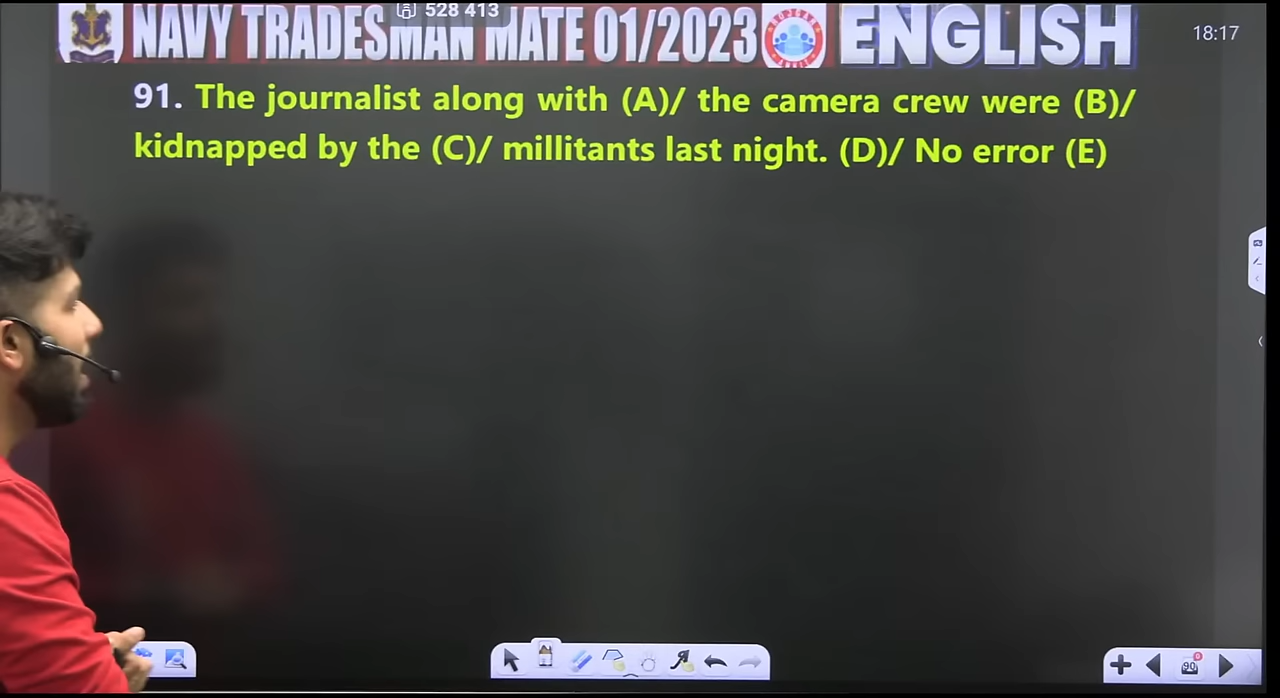 528 413
NAVY TRADESMAN MATE 01/2023 ENGLISH
18:17
91. The journalist along with (A)/ the camera crew were (B)/
kidnapped by the (C)/ millitants last night. (D)/ No error (E)
90